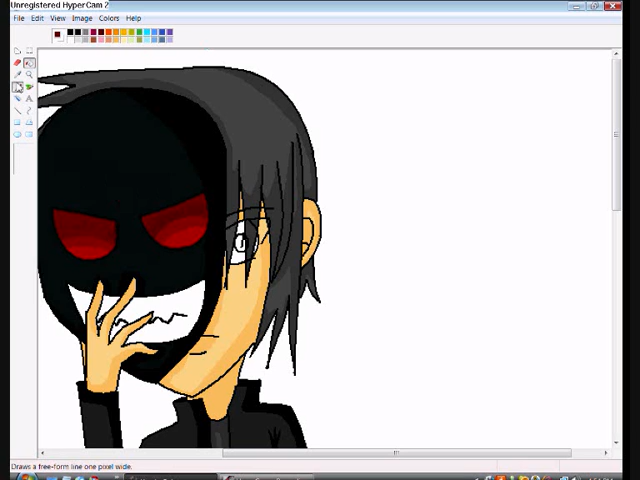 Unregistered HyperCam 2
File Edit View Image Colors Help
Draws a free-form line one pixel wide.